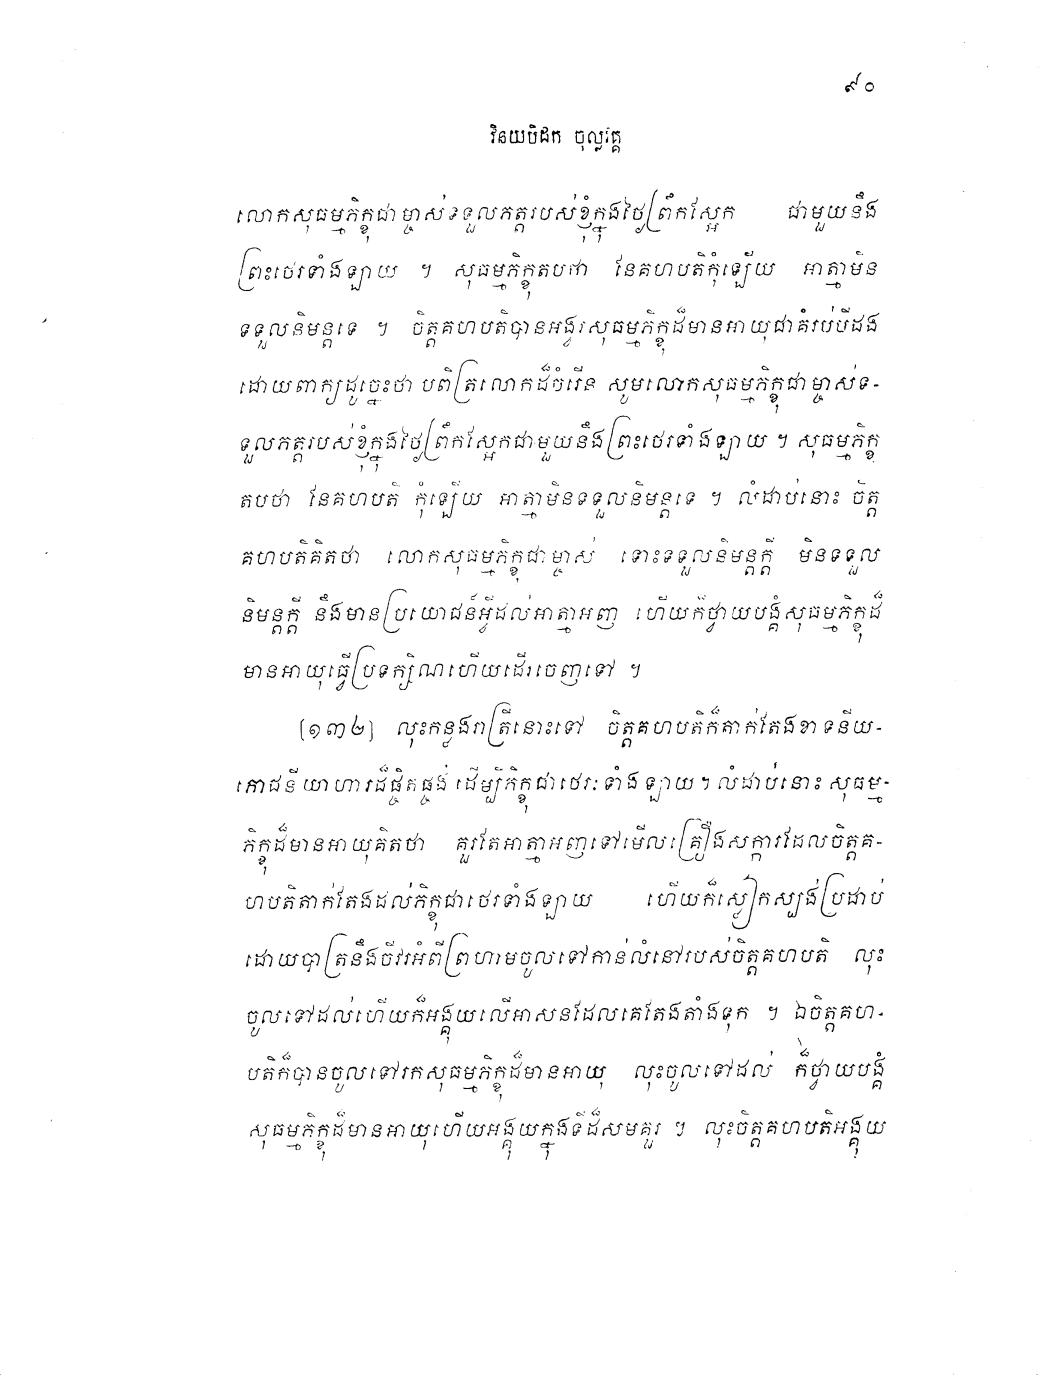 ៩០
វិនយបិដក ចុល្លវគ្គ
លោកសុធម្មភិក្ខុជាម្ចាស់ទទួលភត្តរបស់ខ្ញុំក្នុងថ្ងៃព្រឹកស្អែក ជាមួយនឹង
ព្រះថេរទាំងឡាយ ។ សុធម្មភិក្ខុតបថា នែគហបតិកុំឡើយ អាត្មាមិន
ទទួលនិមន្តទេ ។ ចិត្តគហបតិបានអង្វរសុធម្មភិក្ខុដ៏មានអាយុជាគំរប់បីដង
ដោយពាក្យដូច្នេះថា បពិត្រលោកដ៏ចំរើន សូមលោកសុធម្មភិក្ខុជាម្ចាស់ទ-
ទួលភត្តរបស់ខ្ញុំក្នុងថ្ងៃព្រឹកស្អែកជាមួយនឹងព្រះថេរទាំងឡាយ ។ សុធម្មភិក្ខុ
តបថា នែគហបតិ កុំឡើយ អាត្មាមិនទទួលនិមន្តទេ ។ លំដាប់នោះ ចិត្ត
គហបតិគិតថា លោកសុធម្មភិក្ខុជាម្ចាស់ ទោះទទួលនិមន្តក្តី មិនទទួល
និមន្តក្តី នឹងមានប្រយោជន៍អ្វីដល់អាត្មាអញ ហើយក៏ថ្វាយបង្គំសុធម្មភិក្ខុដ៏
មានអាយុធ្វើប្រទក្សិណហើយដើរចេញទៅ ។
[១៣២] លុះកន្លងរាត្រីនោះទៅ ចិត្តគហបតិក៏តាក់តែងខាទនីយ-
ភោជនីយាហារដ៏ផ្ចិតផ្ចង់ ដើម្បីភិក្ខុជាថេរៈទាំងឡាយ ។ លំដាប់នោះ សុធម្ម-
ភិក្ខុដ៏មានអាយុគិតថា គួរតែអាត្មាអញទៅមើលគ្រឿងសក្ការដែលចិត្តគ-
ហបតិតាក់តែងដល់ភិក្ខុជាថេរទាំងឡាយ ហើយក៏ស្លៀកស្បង់ប្រដាប់
ដោយបាត្រនឹងចីវរអំពីព្រហាមចូលទៅកាន់លំនៅរបស់ចិត្តគហបតិ លុះ
ចូលទៅដល់ហើយក៏អង្គុយលើអាសនដែលគេតែងតាំងទុក ។ ឯចិត្តគហ-
បតិក៏បានចូលទៅរកសុធម្មភិក្ខុដ៏មានអាយុ លុះចូលទៅដល់ ក៏ថ្វាយបង្គំ
សុធម្មភិក្ខុដ៏មានអាយុហើយអង្គុយក្នុងទីដ៏សមគួរ ។ លុះចិត្តគហបតិអង្គុយ